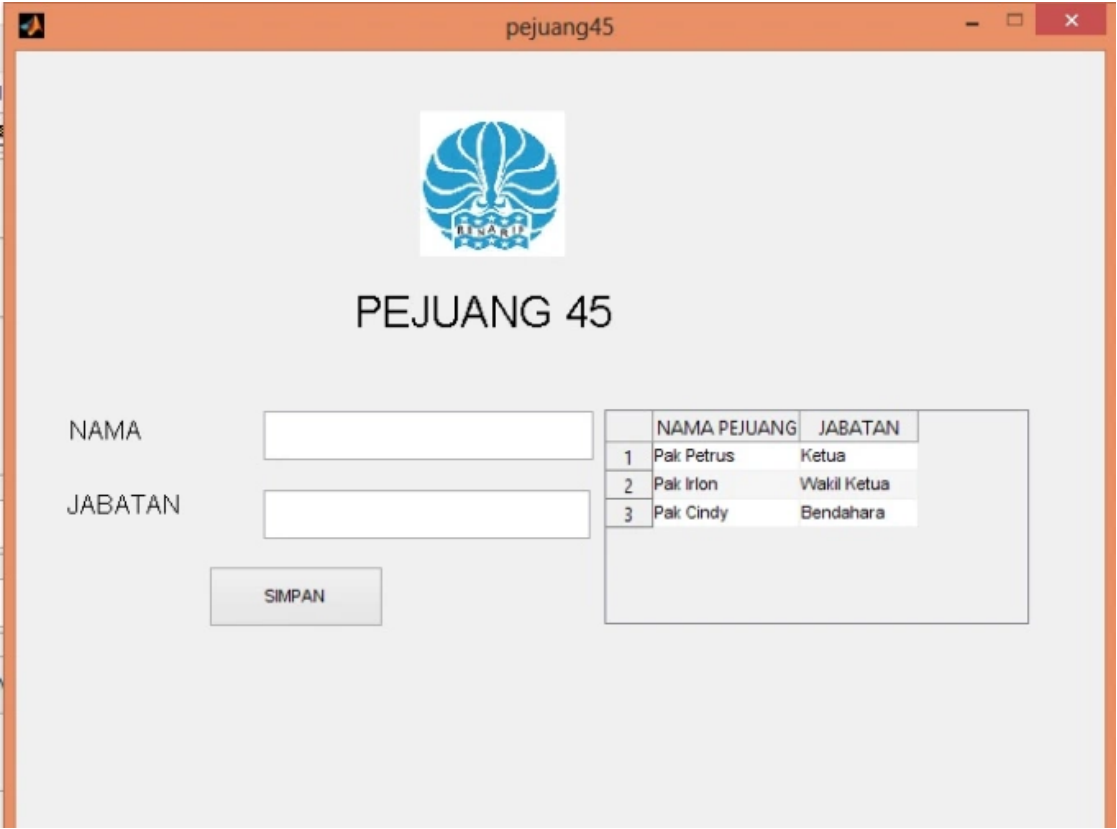 pejuang45
BENARIF
PEJUANG 45
NAMA
JABATAN
SIMPAN
NAMA PEJUANG JABATAN
1 Pak Petrus Ketua
2 Pak Irlon Wakil Ketua
3 Pak Cindy Bendahara